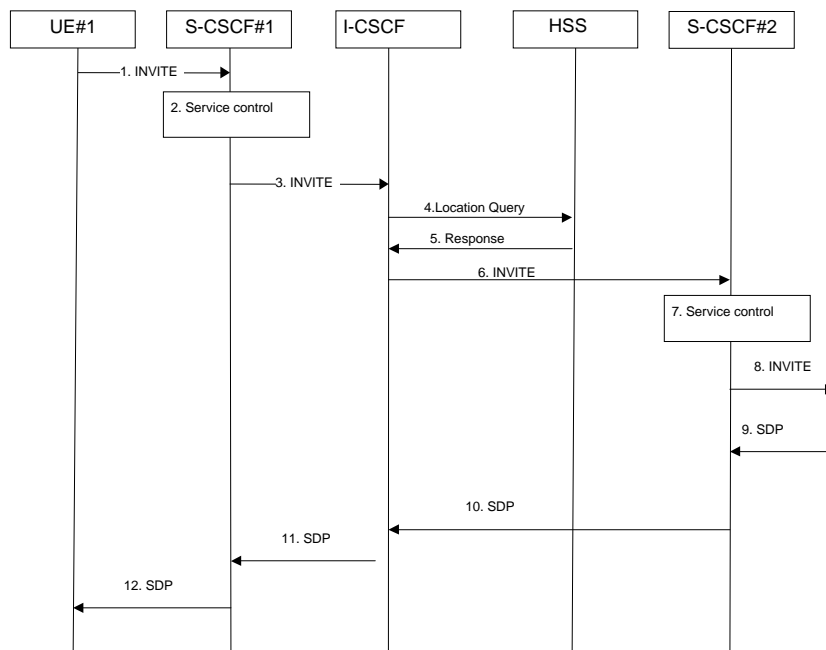 UE#1
S-CSCF#1
I-CSCF
HSS
S-CSCF#2
1. INVITE
2. Service control
3. INVITE
4.Location Query
5. Response
6. INVITE
7. Service control
8. INVITE
9. SDP
10. SDP
11. SDP
12. SDP